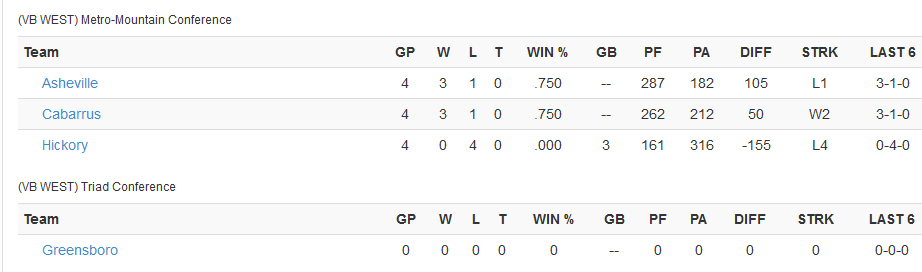 (VB WEST) Metro-Mountain Conference
Team GP W L T WIN % GB PF PA DIFF STRK LAST 6
Asheville 4 3 1 0 .750 -- 287 182 105 L1 3-1-0
Cabarrus 4 3 1 0 .750 -- 262 212 50 W2 3-1-0
Hickory 4 0 4 0 .000 3 161 316 -155 L4 0-4-0
(VB WEST) Triad Conference
Team GP W L T WIN % GB PF PA DIFF STRK LAST 6
Greensboro 0 0 0 0 0 -- 0 0 0 0 0-0-0